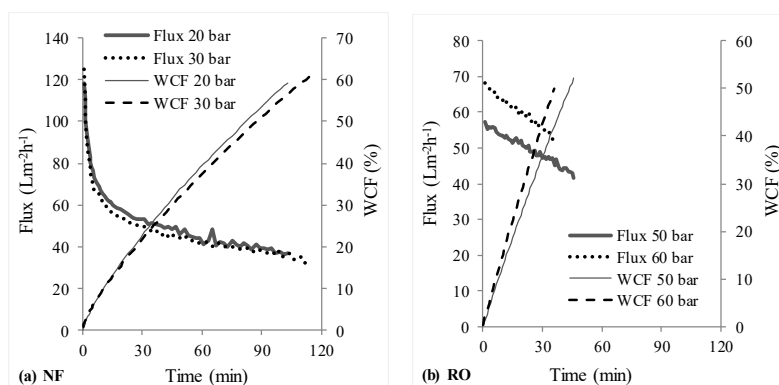 Flux 20 bar
Flux 30 bar
WCF 20 bar
WCF 30 bar
140
120
100
80
60
40
20
0
Flux (Lm-2h-1)
70
60
50
40
30
20
10
0
WCF (%)
0 30 60 90 120
Time (min)
(a) NF
80
70
60
50
40
30
20
10
0
Flux (Lm-2h-1)
60
50
40
30
20
10
0
WCF (%)
Flux 50 bar
Flux 60 bar
WCF 50 bar
WCF 60 bar
0 30 60 90 120
Time (min)
(b) RO